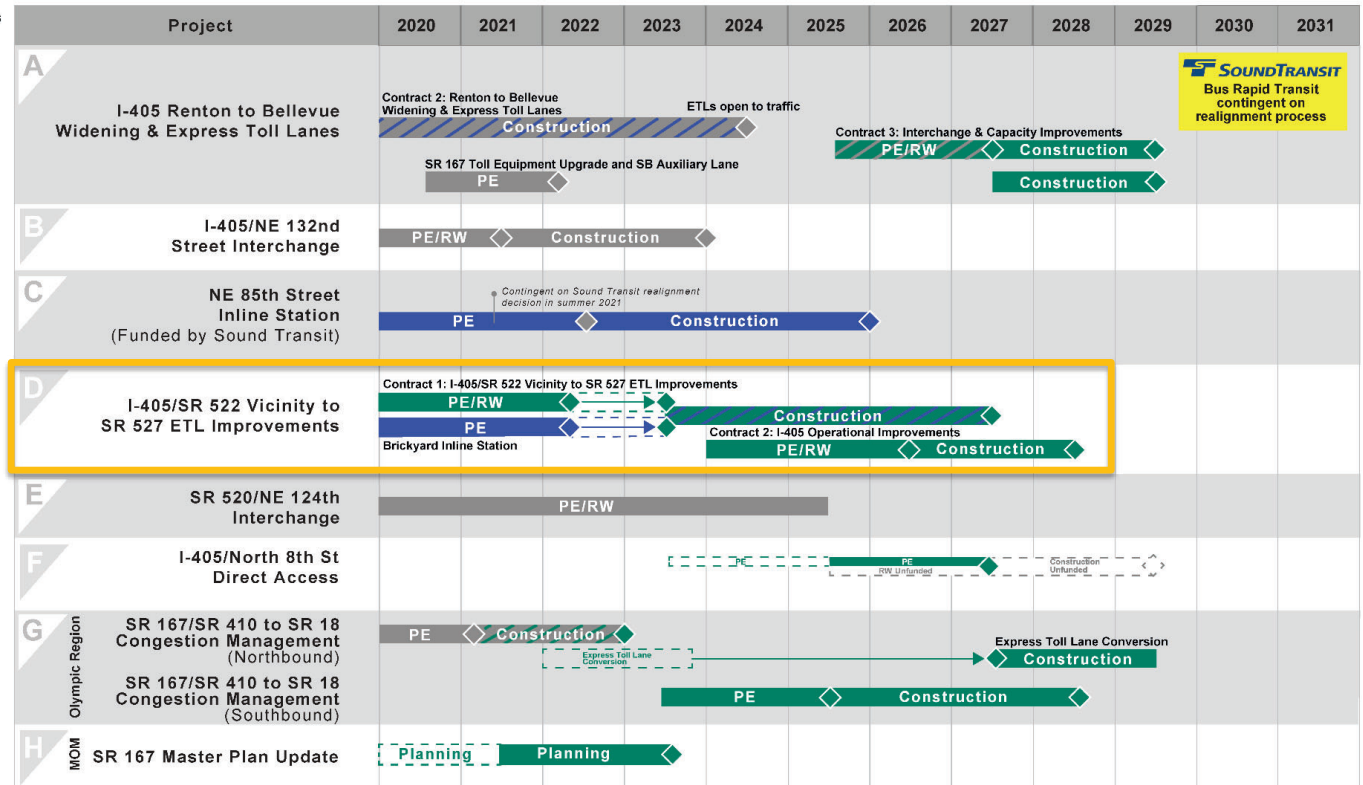 Project 2020 2021 2022 2023 2024 2025 2026 2027 2028 2029 2030 2031
A
I-405 Renton to Bellevue
Widening & Express Toll Lanes
Contract 2: Renton to Bellevue
Widening & Express Toll Lanes
ETLs open to traffic
Construction
Contract 3: Interchange & Capacity Improvements
PE/RW Construction
SR 167 Toll Equipment Upgrade and SB Auxiliary Lane
PE Construction
SOUNDTRANSIT
Bus Rapid Transit
contingent on
realignment process
B
I-405/NE 132nd
Street Interchange
PE/RW Construction
C
NE 85th Street
Inline Station
(Funded by Sound Transit)
Contingent on Sound Transit realignment
decision in summer 2021
PE Construction
D
I-405/SR 522 Vicinity to
SR 527 ETL Improvements
Contract 1: I-405/SR 522 Vicinity to SR 527 ETL Improvements
PE/RW
Construction
PE
Brickyard Inline Station
Contract 2: I-405 Operational Improvements
PE/RW Construction
E
SR 520/NE 124th
Interchange
PE/RW
F
I-405/North 8th St
Direct Access
PE PE Construction
RW Unfunded Unfunded
G
Olympic Region
SR 167/SR 410 to SR 18
Congestion Management
(Northbound)
PE Construction
Express Toll Lane
Conversion
Express Toll Lane Conversion
Construction
SR 167/SR 410 to SR 18
Congestion Management
(Southbound)
PE Construction
H
MOM
SR 167 Master Plan Update
Planning Planning